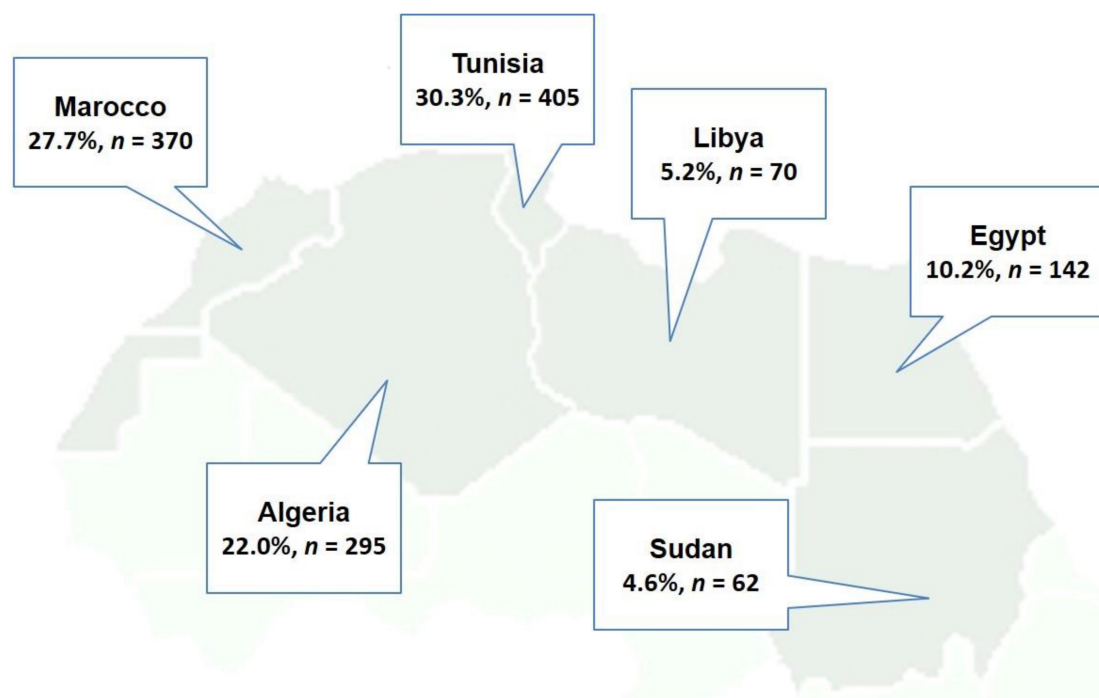 Marocco
27.7%, n = 370
Tunisia
30.3%, n = 405
Libya
5.2%, n = 70
Egypt
10.2%, n = 142
Algeria
22.0%, n = 295
Sudan
4.6%, n = 62